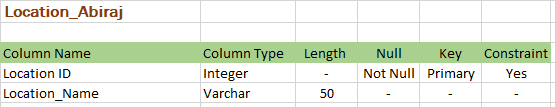 Location_Abiraj
Column Name Column Type Length Null Key Constraint
Location ID Integer - Not Null Primary Yes
Location_Name Varchar 50 - - -